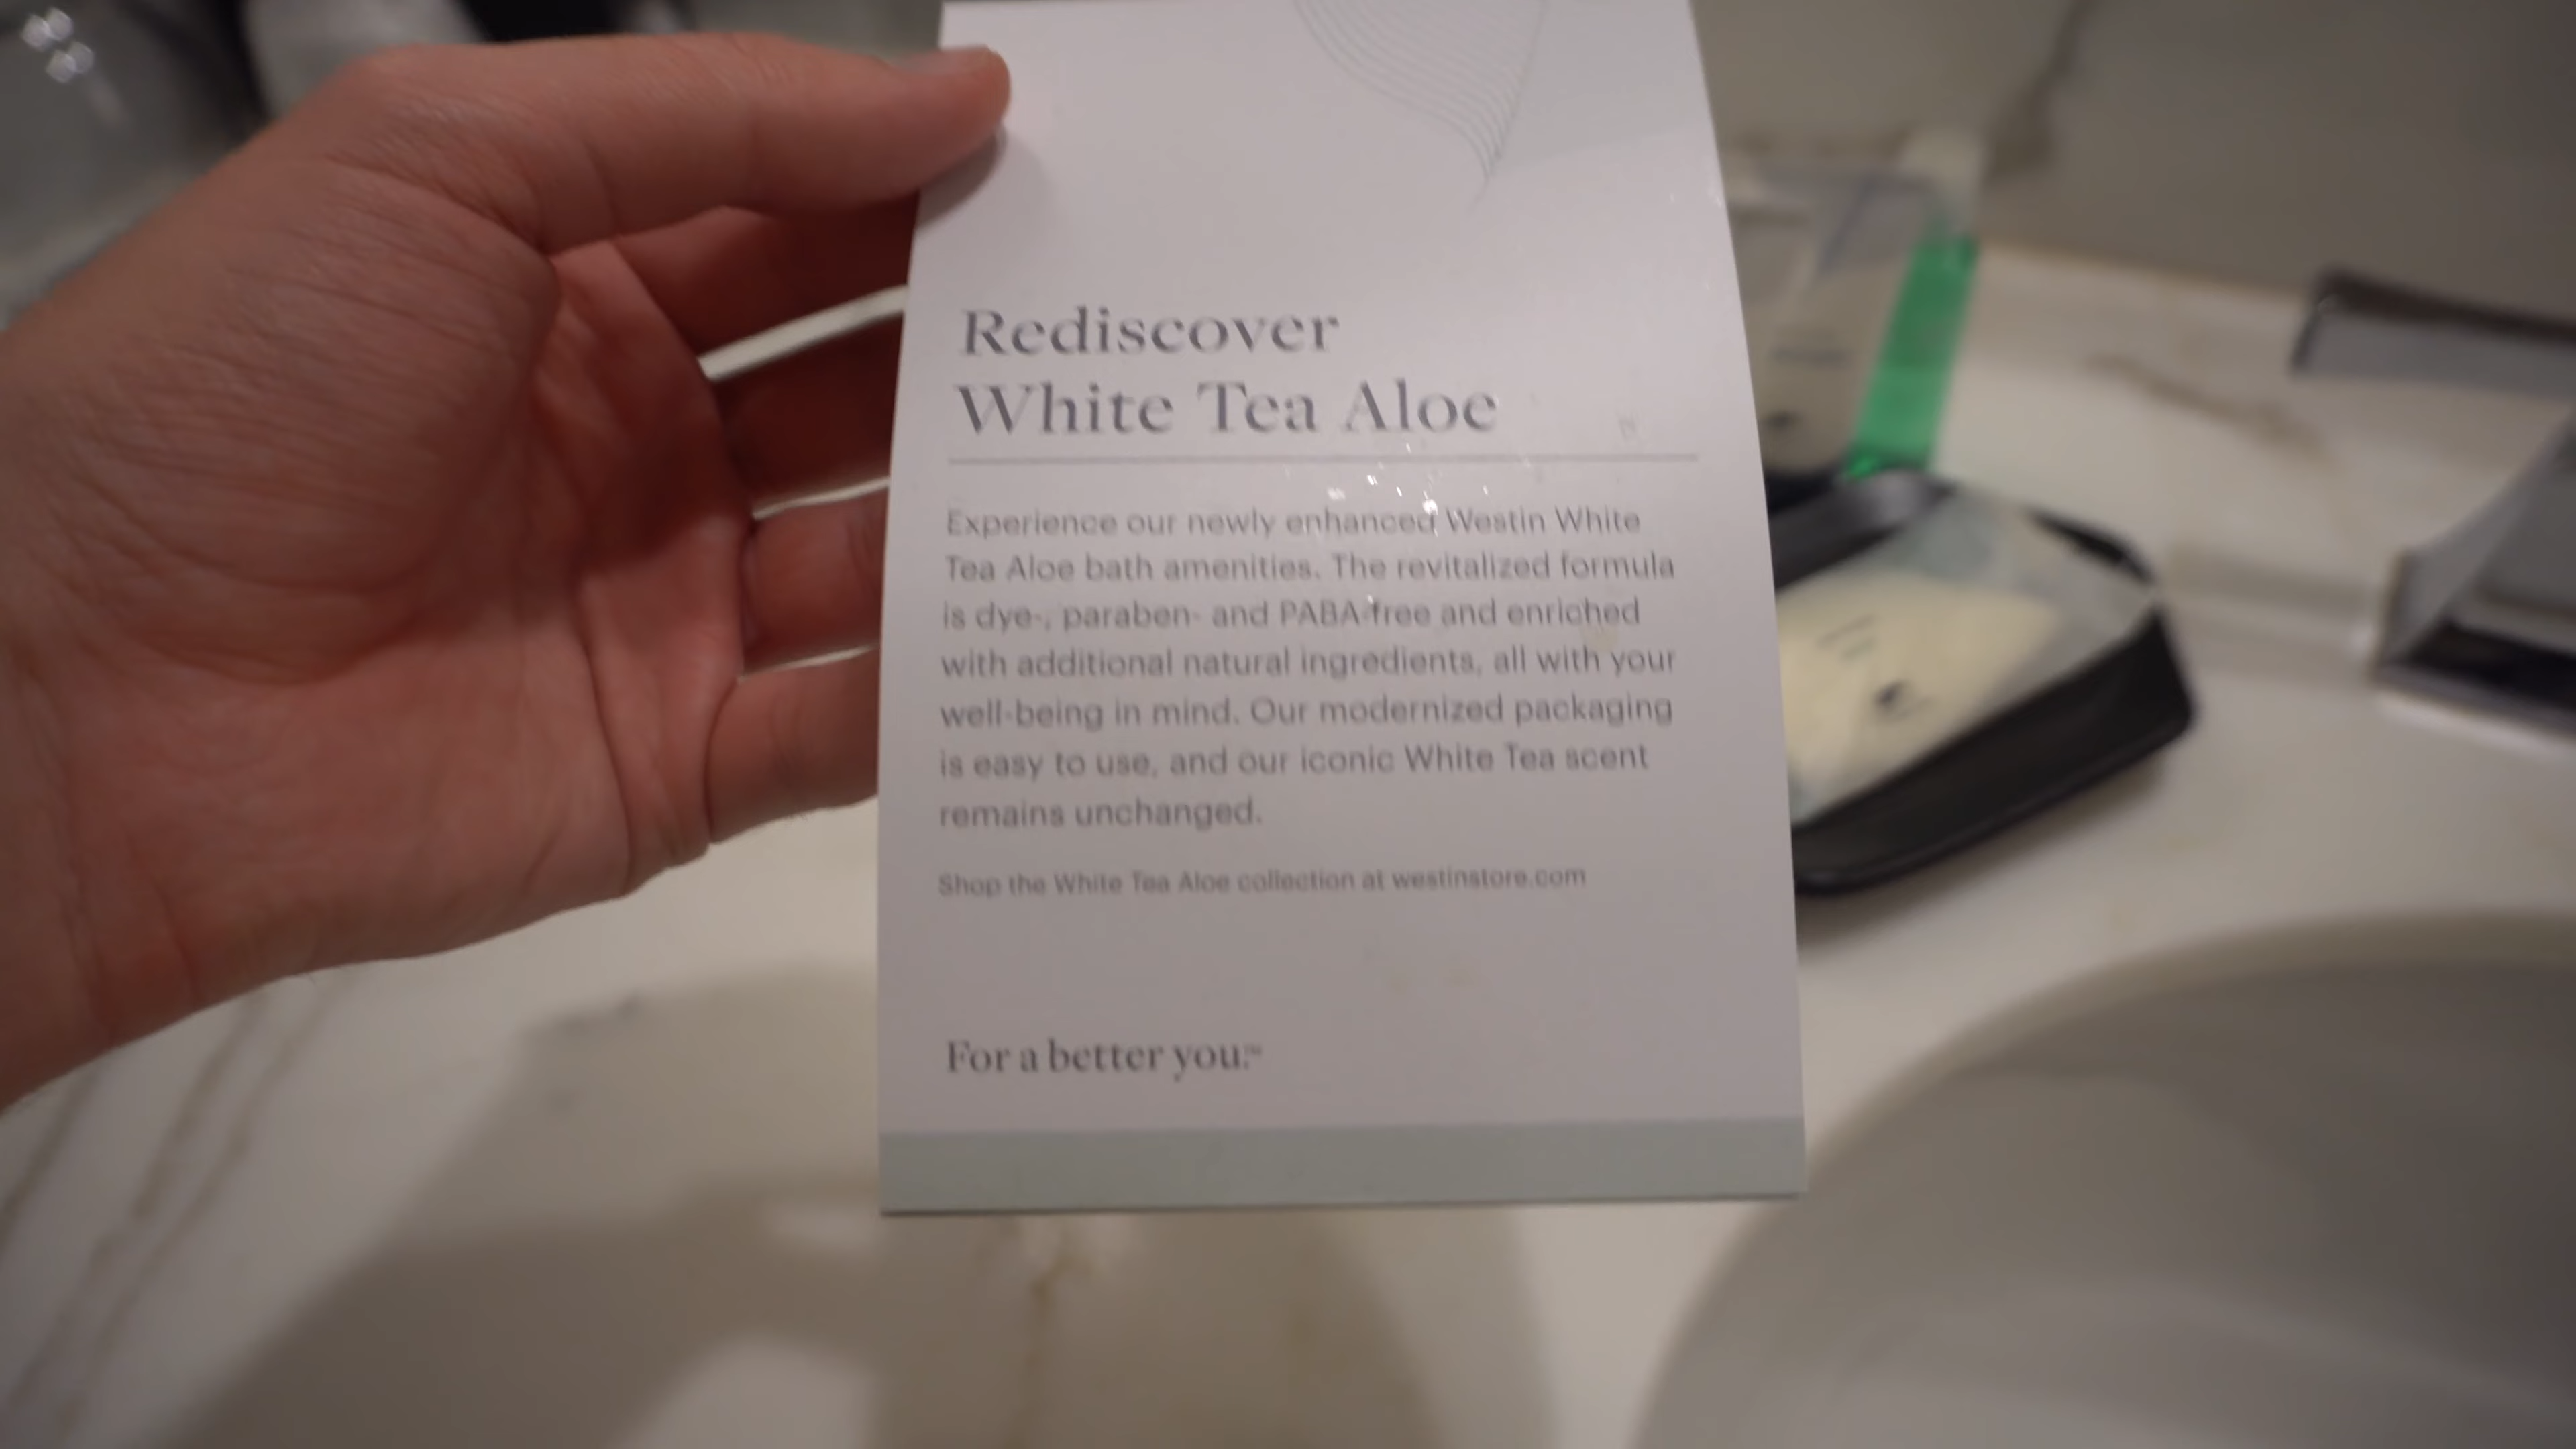 Rediscover
White Tea Aloe
Experience our newly enhanced Westin White
Tea Aloe bath amenities. The revitalized formula
is dye-, paraben- and PABA-free and enriched
with additional natural ingredients, all with your
well-being in mind. Our modernized packaging
is easy to use, and our iconic White Tea scent
remains unchanged.
Shop the White Tea Aloe collection at westinstore.com
For a better you.℠